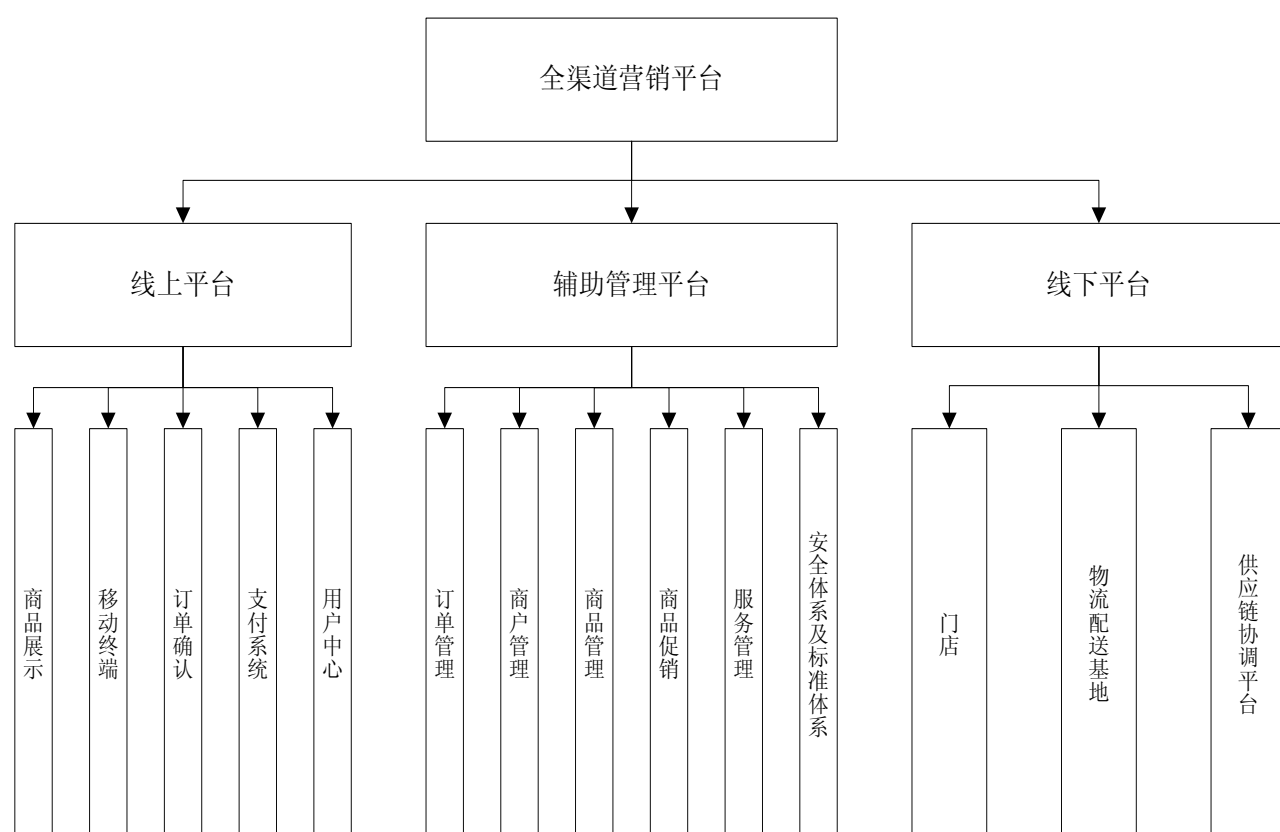 全渠道营销平台
线上平台
辅助管理平台
线下平台
商品展示
移动终端
订单确认
支付系统
用户中心
订单管理
商户管理
商品管理
商品促销
服务管理
安全体系及标准体系
门店
物流配送基地
供应链协调平台